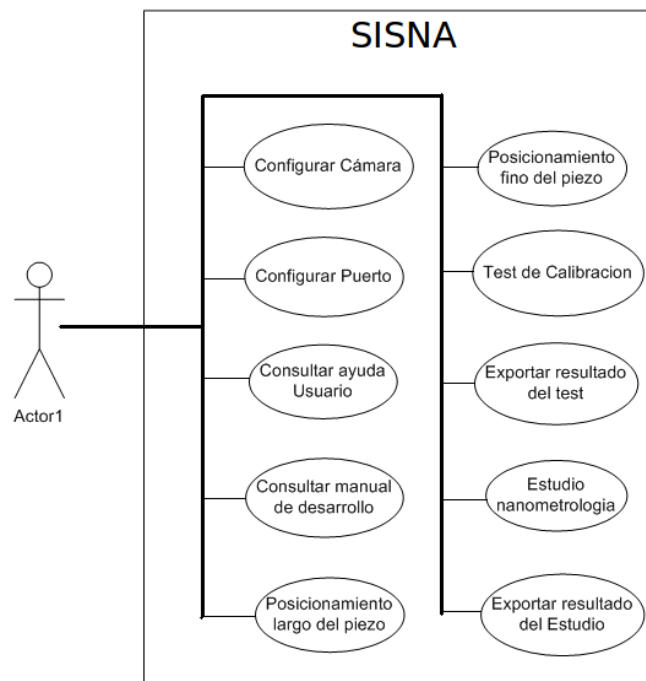 SISNA
Configurar Cámara
Configurar Puerto
Consultar ayuda
Usuario
Consultar manual
de desarrollo
Posicionamiento
largo del piezo
Posicionamiento
fino del piezo
Test de Calibracion
Exportar resultado
del test
Estudio
nanometrologia
Exportar resultado
del Estudio
Actor1